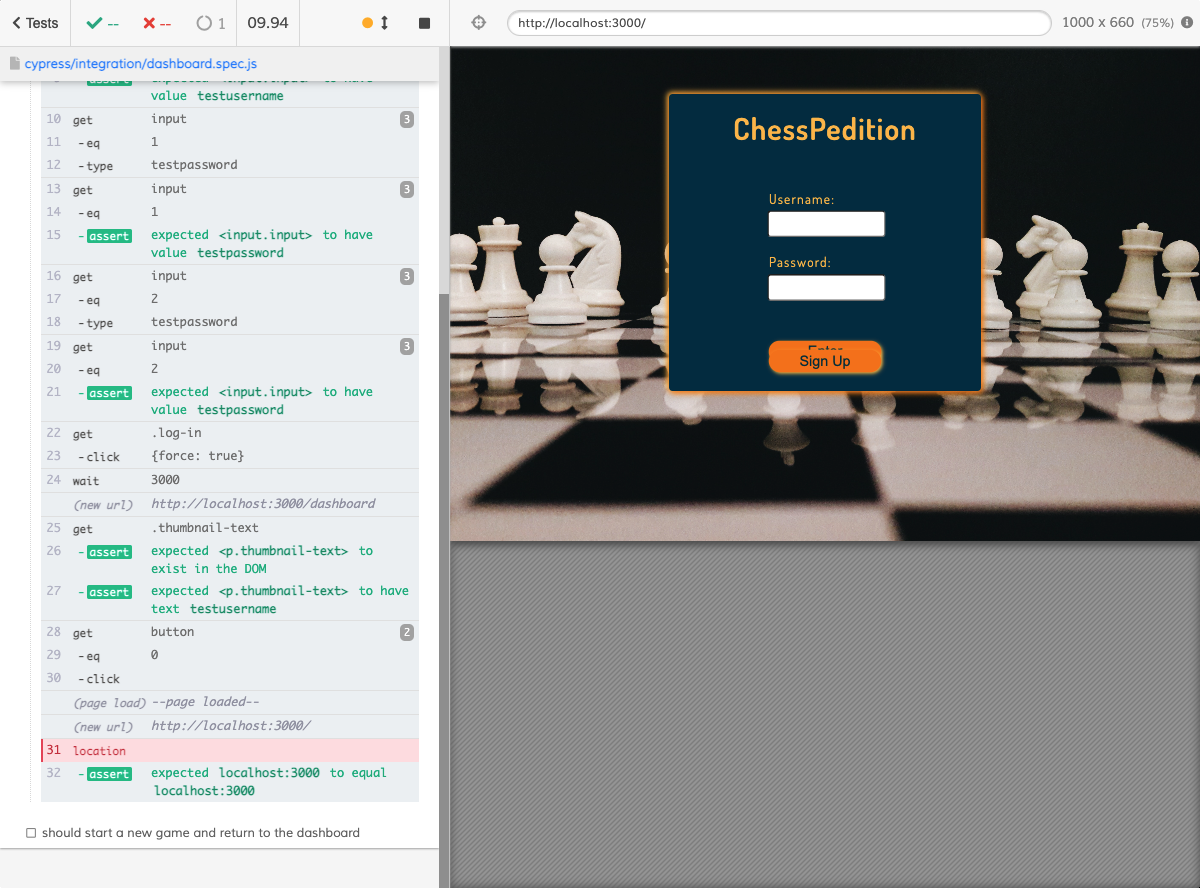 Tests
--
--
1
09.94
http://localhost:3000/
1000 x 660 (75%)
cypress/integration/dashboard.spec.js
value testusername
10 get input 3
11 -eq 1
12 -type testpassword
13 get input 3
14 -eq 1
15 -assert expected <input.input> to have
value testpassword
16 get input 3
17 -eq 2
18 -type testpassword
19 get input 3
20 -eq 2
21 -assert expected <input.input> to have
value testpassword
22 get .log-in
23 -click {force: true}
24 wait 3000
(new url) http://localhost:3000/dashboard
25 get .thumbnail-text
26 -assert expected <p.thumbnail-text> to
exist in the DOM
27 -assert expected <p.thumbnail-text> to have
text testusername
28 get button 2
29 -eq 0
30 -click
(page load) --page loaded--
(new url) http://localhost:3000/
31 location
32 -assert expected localhost:3000 to equal
localhost:3000
should start a new game and return to the dashboard
ChessPedition
Username:
Password:
Sign Up